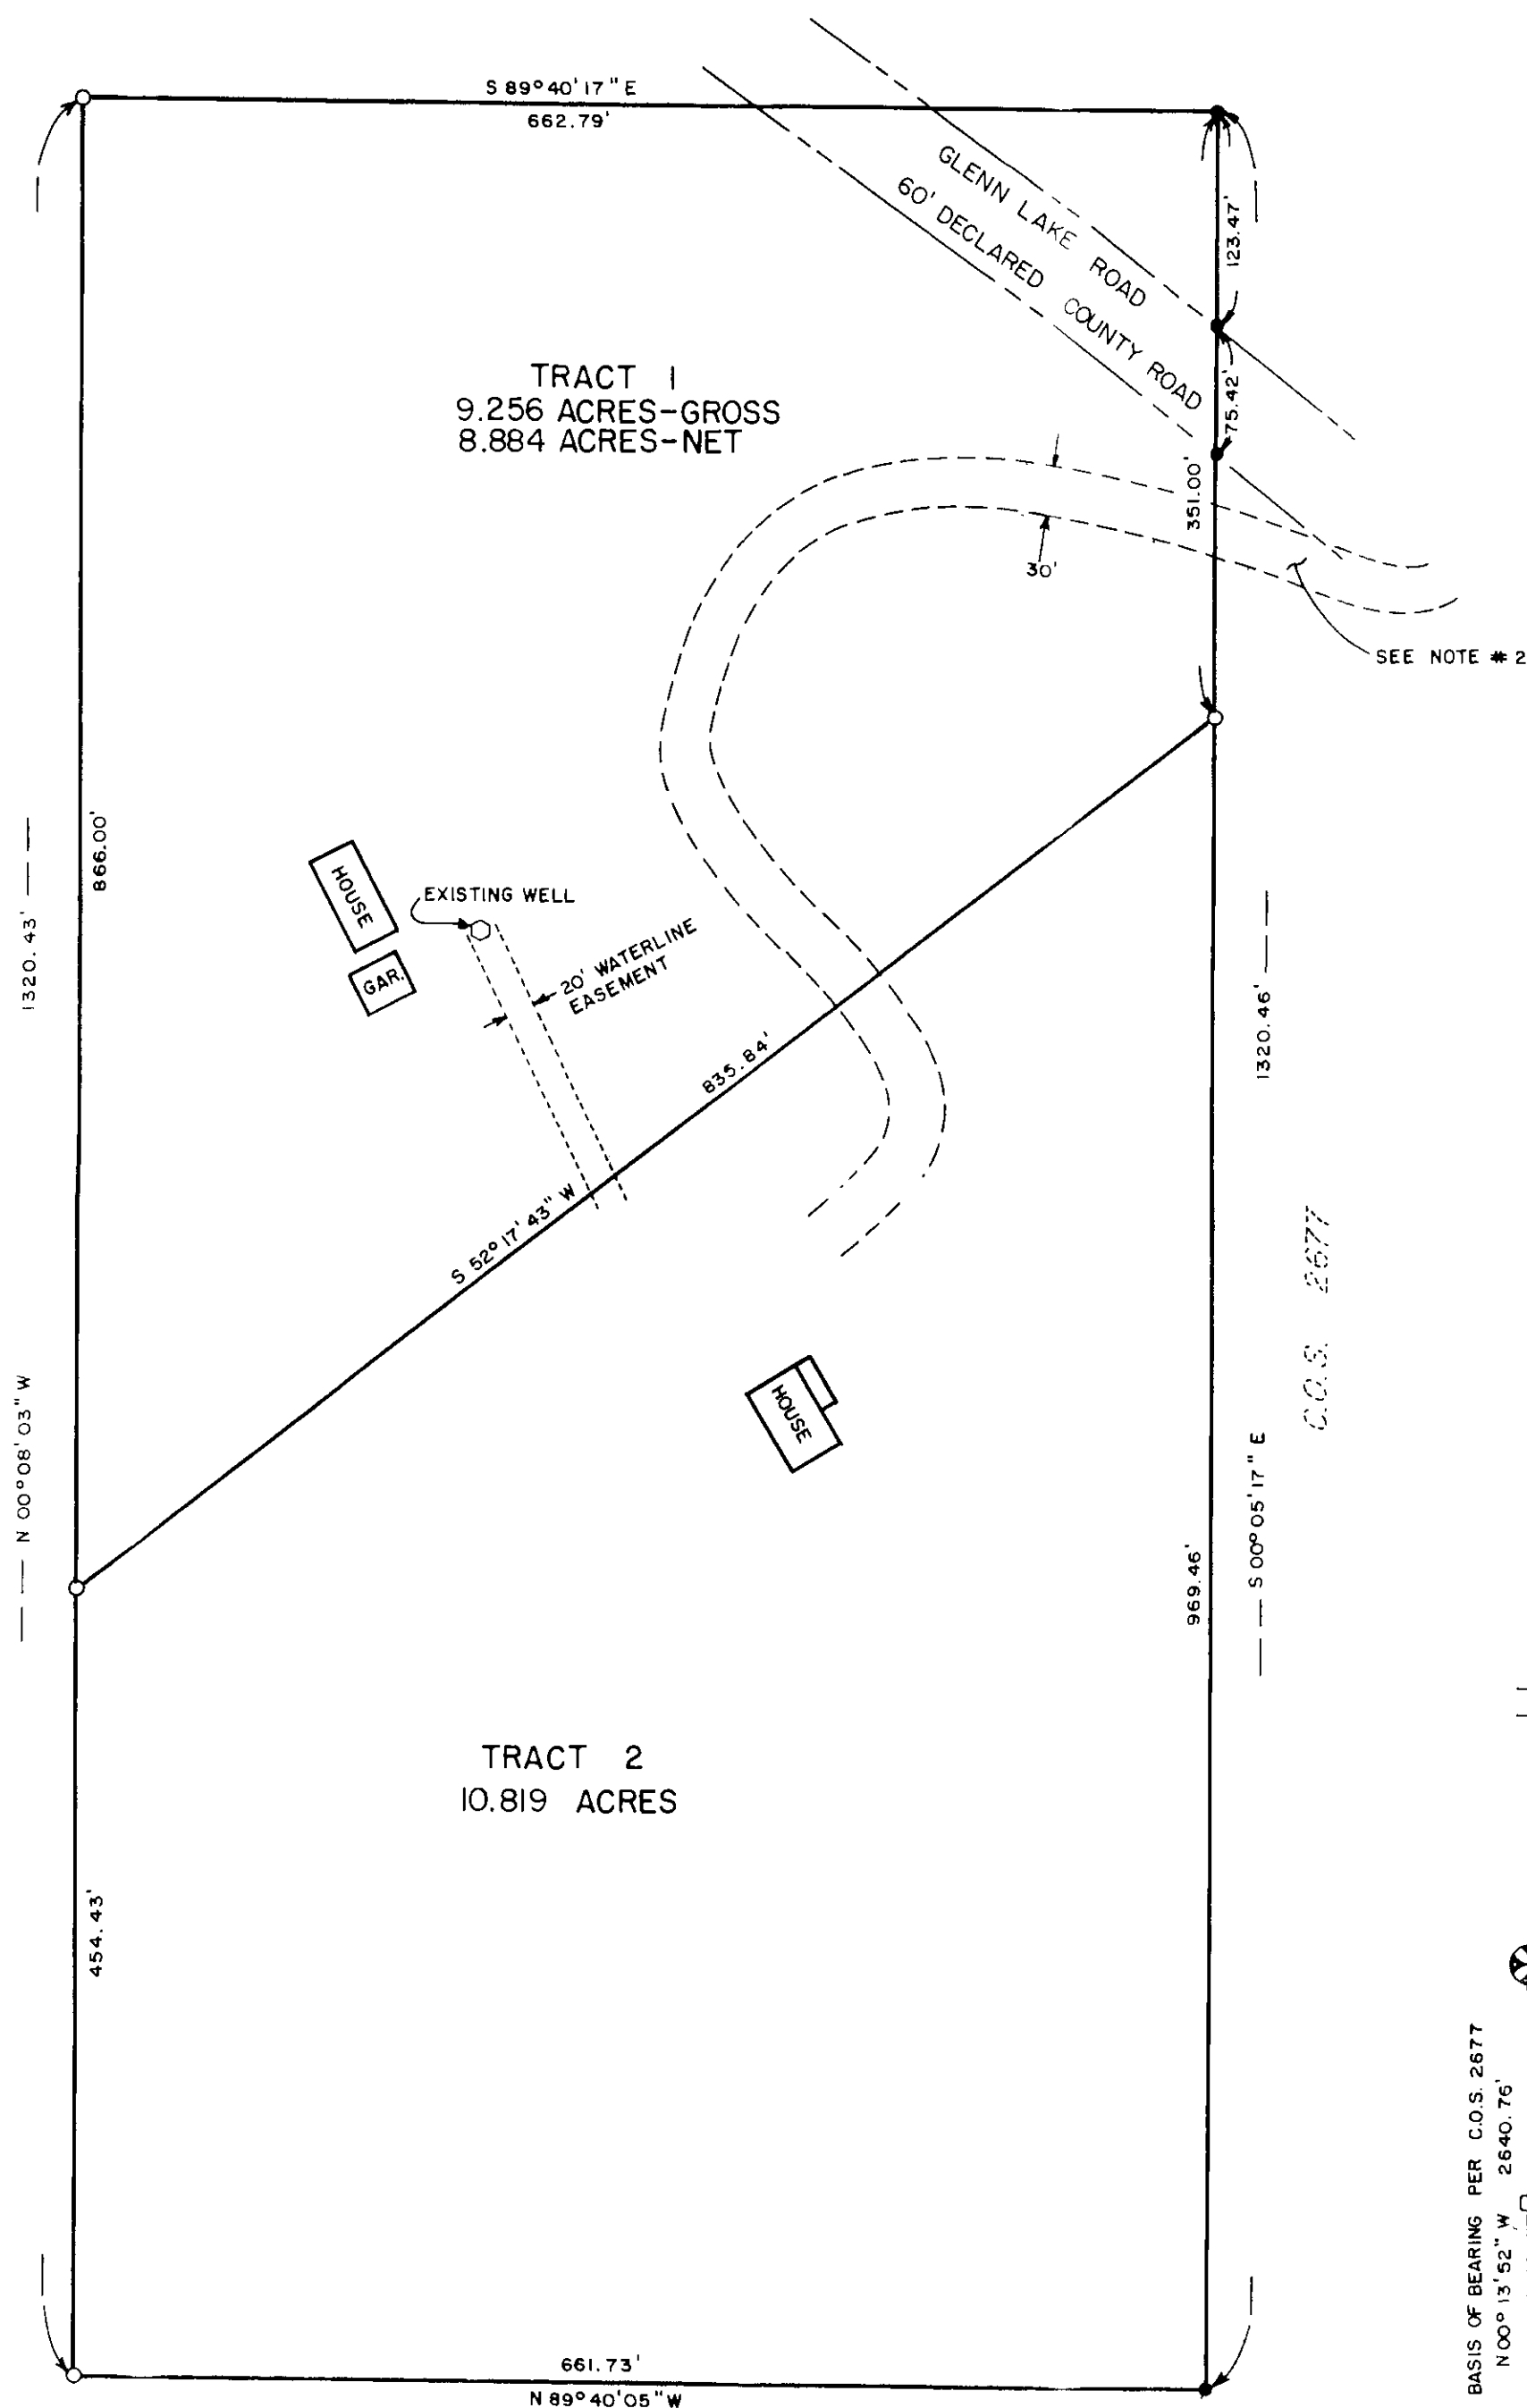 S 89° 40' 17" E
662.79'
GLENN LAKE ROAD
60' DECLARED COUNTY ROAD
123.47'
75.42'
351.00'
TRACT 1
9.256 ACRES-GROSS
8.884 ACRES-NET
30'
SEE NOTE # 2
866.00'
1320.43'
N 00° 08' 03" W
HOUSE
GAR.
EXISTING WELL
20' WATERLINE
EASEMENT
835.84'
S 52° 17' 43" W
1320.46'
S 00° 05' 17" E
C.O.S. 2677
HOUSE
969.46'
TRACT 2
10.819 ACRES
454.43'
661.73'
N 89° 40' 05" W
BASIS OF BEARING PER C.O.S. 2677
N 00° 13' 52" W 2640.76'